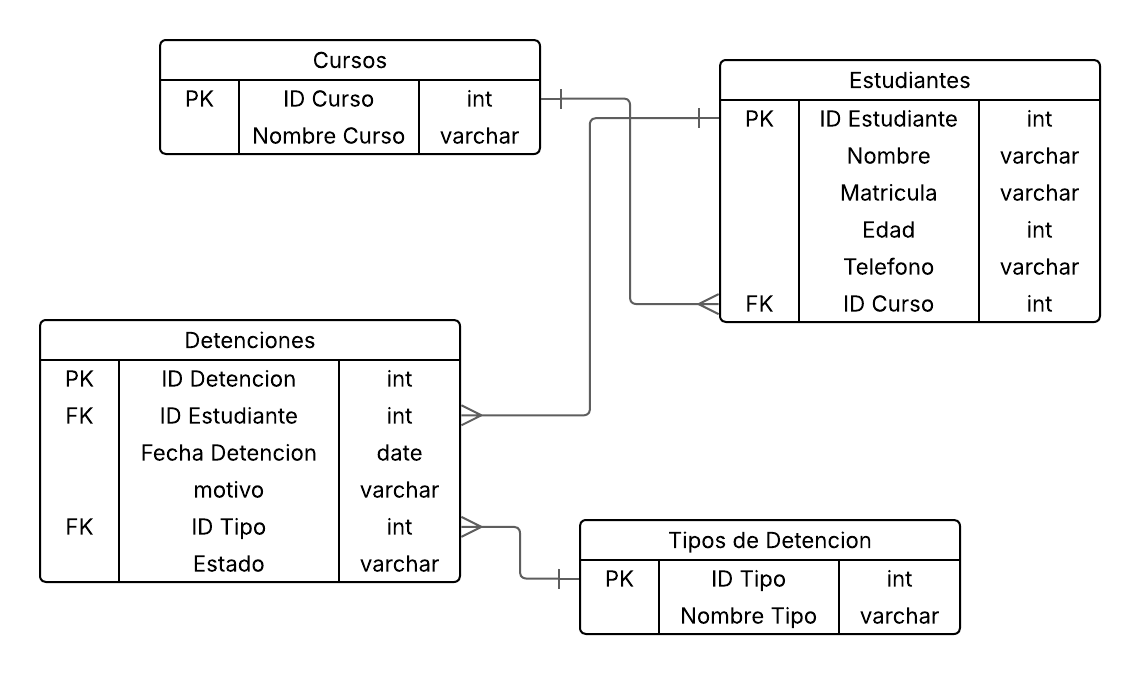 Cursos
PK ID Curso int
Nombre Curso varchar
Estudiantes
PK ID Estudiante int
Nombre varchar
Matricula varchar
Edad int
Telefono varchar
FK ID Curso int
Detenciones
PK ID Detencion int
FK ID Estudiante int
Fecha Detencion date
motivo varchar
FK ID Tipo int
Estado varchar
Tipos de Detencion
PK ID Tipo int
Nombre Tipo varchar